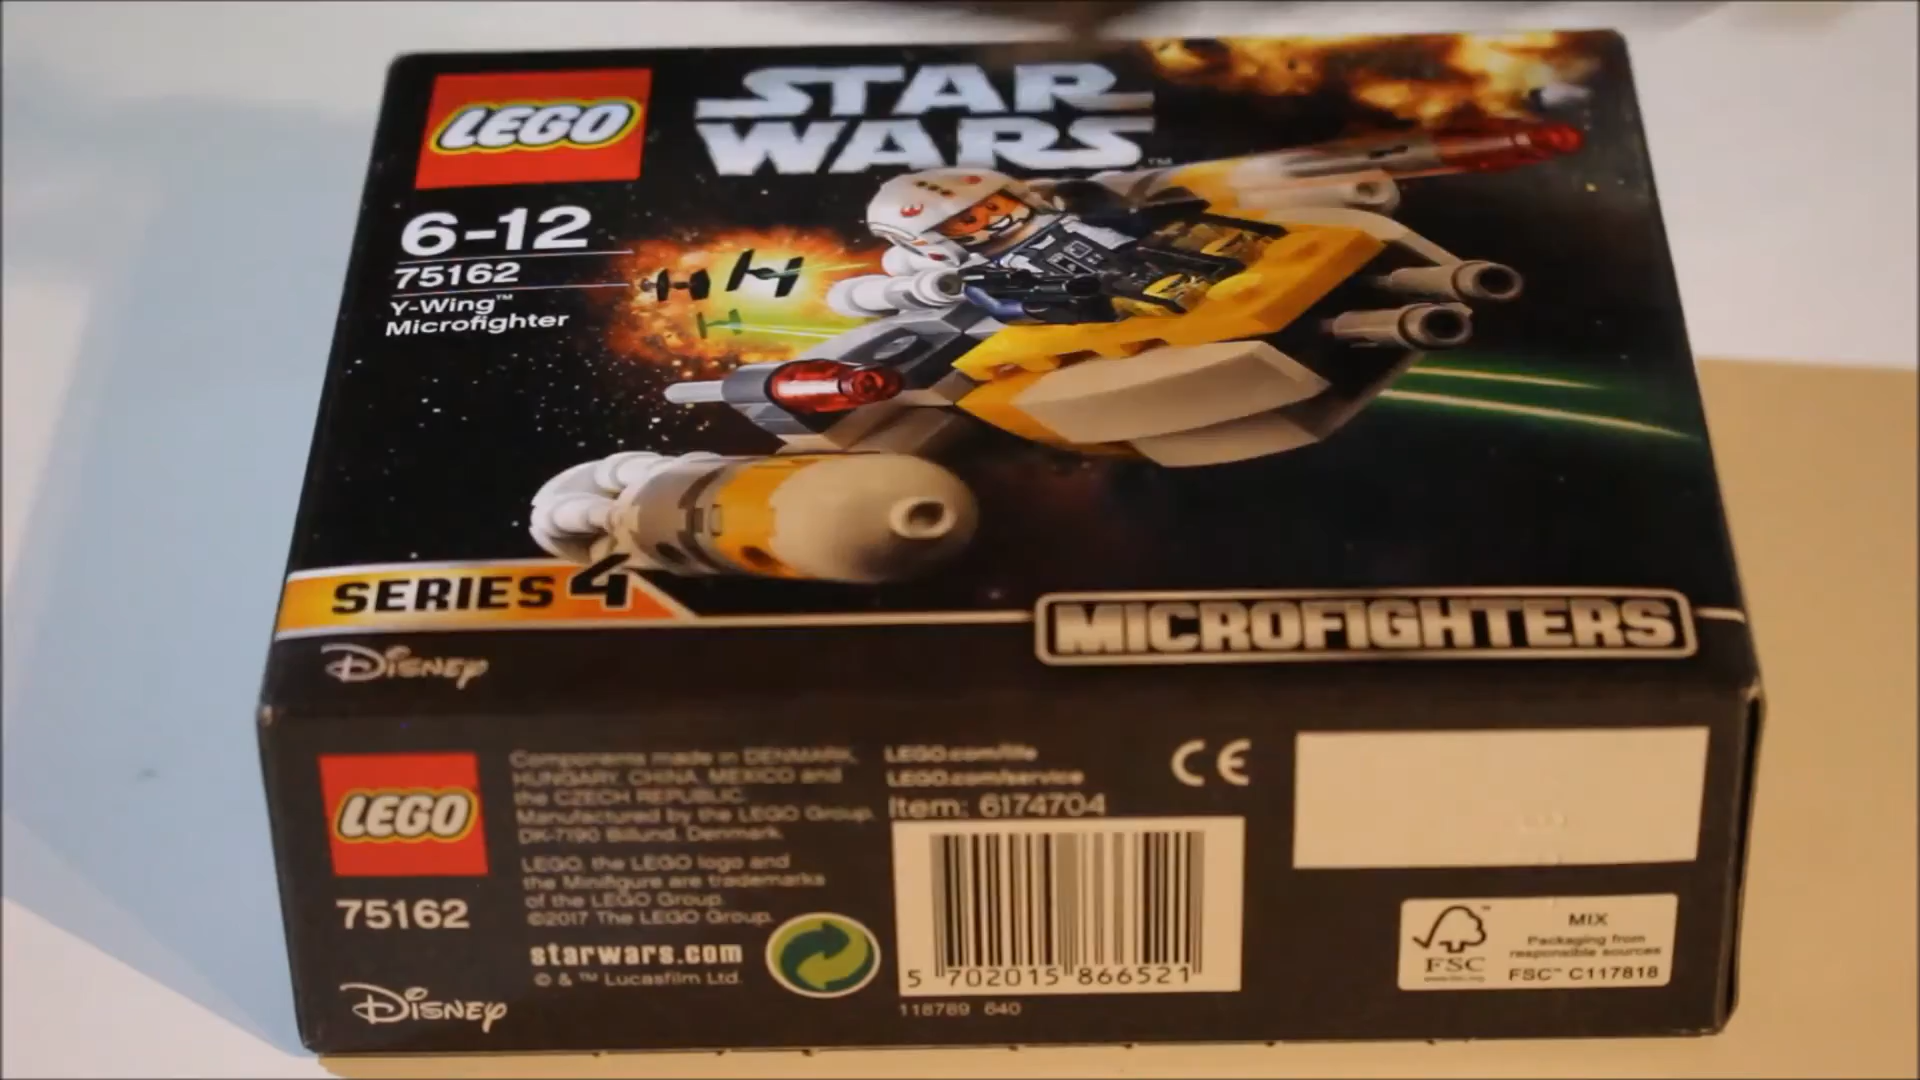 LEGO
STAR
WARS™
6-12
75162
Y-Wing™
Microfighter
SERIES 4
MICROFIGHTERS
Disney
LEGO
75162
Disney
Components made in DENMARK,
HUNGARY, CHINA, MEXICO and
the CZECH REPUBLIC.
Manufactured by the LEGO Group,
DK-7190 Billund, Denmark.
LEGO, the LEGO logo and
the Minifigure are trademarks
of the LEGO Group.
©2017 The LEGO Group.
starwars.com
© & ™ Lucasfilm Ltd.
LEGO.com/life
LEGO.com/service
Item: 6174704
5 702015 866521
118789 640
CE
FSC
MIX
Packaging from
responsible sources
FSC™ C117818